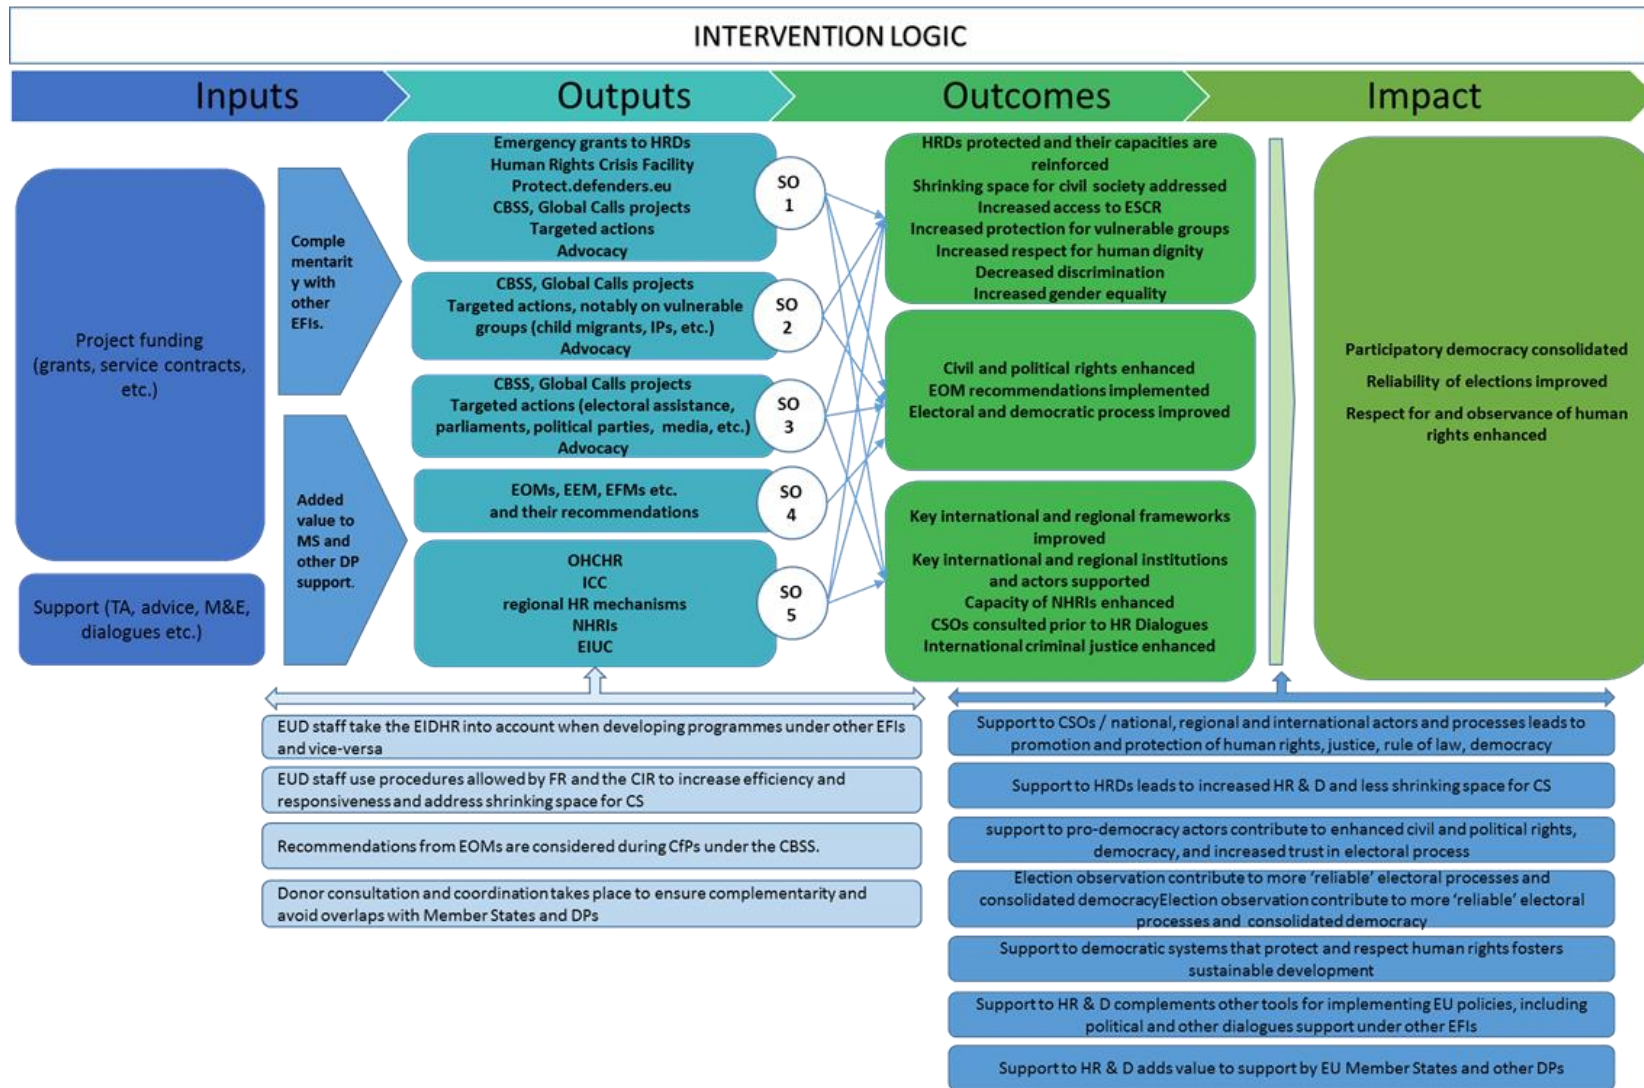 INTERVENTION LOGIC
Inputs
Outputs
Outcomes
Impact
Project funding
(grants, service contracts,
etc.)
Support (TA, advice, M&E,
dialogues etc.)
Comple
mentarit
y with
other
EFIs.
Added
value to
MS and
other DP
support.
Emergency grants to HRDs
Human Rights Crisis Facility
Protect.defenders.eu
CBSS, Global Calls projects
Targeted actions
Advocacy
SO
1
CBSS, Global Calls projects
Targeted actions, notably on vulnerable
groups (child migrants, IPs, etc.)
Advocacy
SO
2
CBSS, Global Calls projects
Targeted actions (electoral assistance,
parliaments, political parties, media, etc.)
Advocacy
SO
3
EOMs, EEM, EFMs etc.
and their recommendations
SO
4
OHCHR
ICC
regional HR mechanisms
NHRIs
EIUC
SO
5
HRDs protected and their capacities are
reinforced
Shrinking space for civil society addressed
Increased access to ESCR
Increased protection for vulnerable groups
Increased respect for human dignity
Decreased discrimination
Increased gender equality
Civil and political rights enhanced
EOM recommendations implemented
Electoral and democratic process improved
Key international and regional frameworks
improved
Key international and regional institutions
and actors supported
Capacity of NHRIs enhanced
CSOs consulted prior to HR Dialogues
International criminal justice enhanced
Participatory democracy consolidated
Reliability of elections improved
Respect for and observance of human
rights enhanced
EUD staff take the EIDHR into account when developing programmes under other EFIs
and vice-versa
EUD staff use procedures allowed by FR and the CIR to increase efficiency and
responsiveness and address shrinking space for CS
Recommendations from EOMs are considered during CfPs under the CBSS.
Donor consultation and coordination takes place to ensure complementarity and
avoid overlaps with Member States and DPs
Support to CSOs / national, regional and international actors and processes leads to
promotion and protection of human rights, justice, rule of law, democracy
Support to HRDs leads to increased HR & D and less shrinking space for CS
support to pro-democracy actors contribute to enhanced civil and political rights,
democracy, and increased trust in electoral process
Election observation contribute to more ‘reliable’ electoral processes and
consolidated democracyElection observation contribute to more ‘reliable’ electoral
processes and consolidated democracy
Support to democratic systems that protect and respect human rights fosters
sustainable development
Support to HR & D complements other tools for implementing EU policies, including
political and other dialogues support under other EFIs
Support to HR & D adds value to support by EU Member States and other DPs